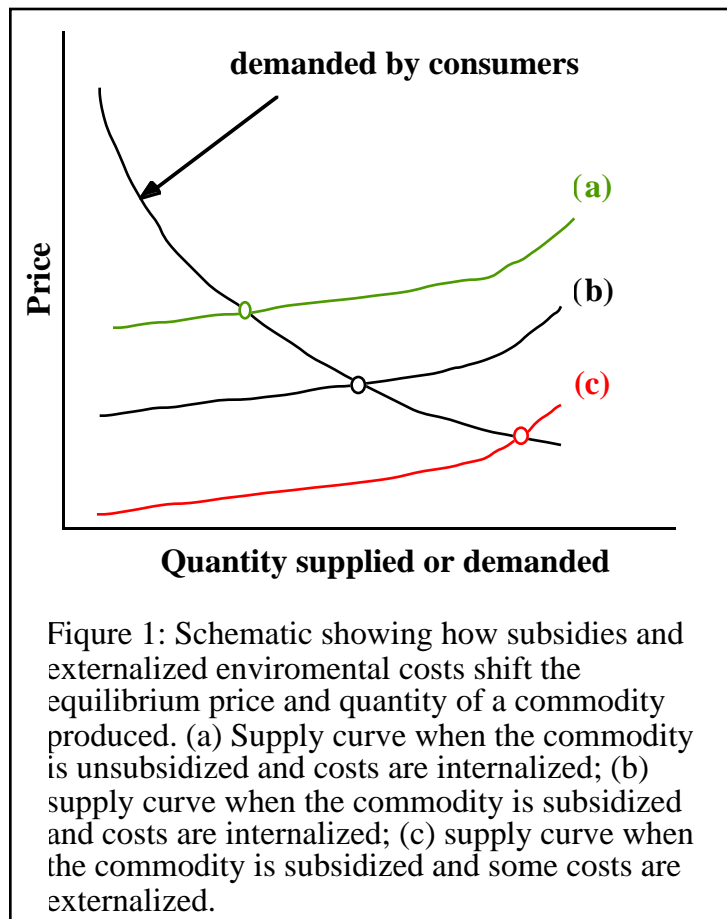 demanded by consumers
(a)
(b)
(c)
Price
Quantity supplied or demanded
Fiqure 1: Schematic showing how subsidies and
externalized enviromental costs shift the
equilibrium price and quantity of a commodity
produced. (a) Supply curve when the commodity
is unsubsidized and costs are internalized; (b)
supply curve when the commodity is subsidized
and costs are internalized; (c) supply curve when
the commodity is subsidized and some costs are
externalized.